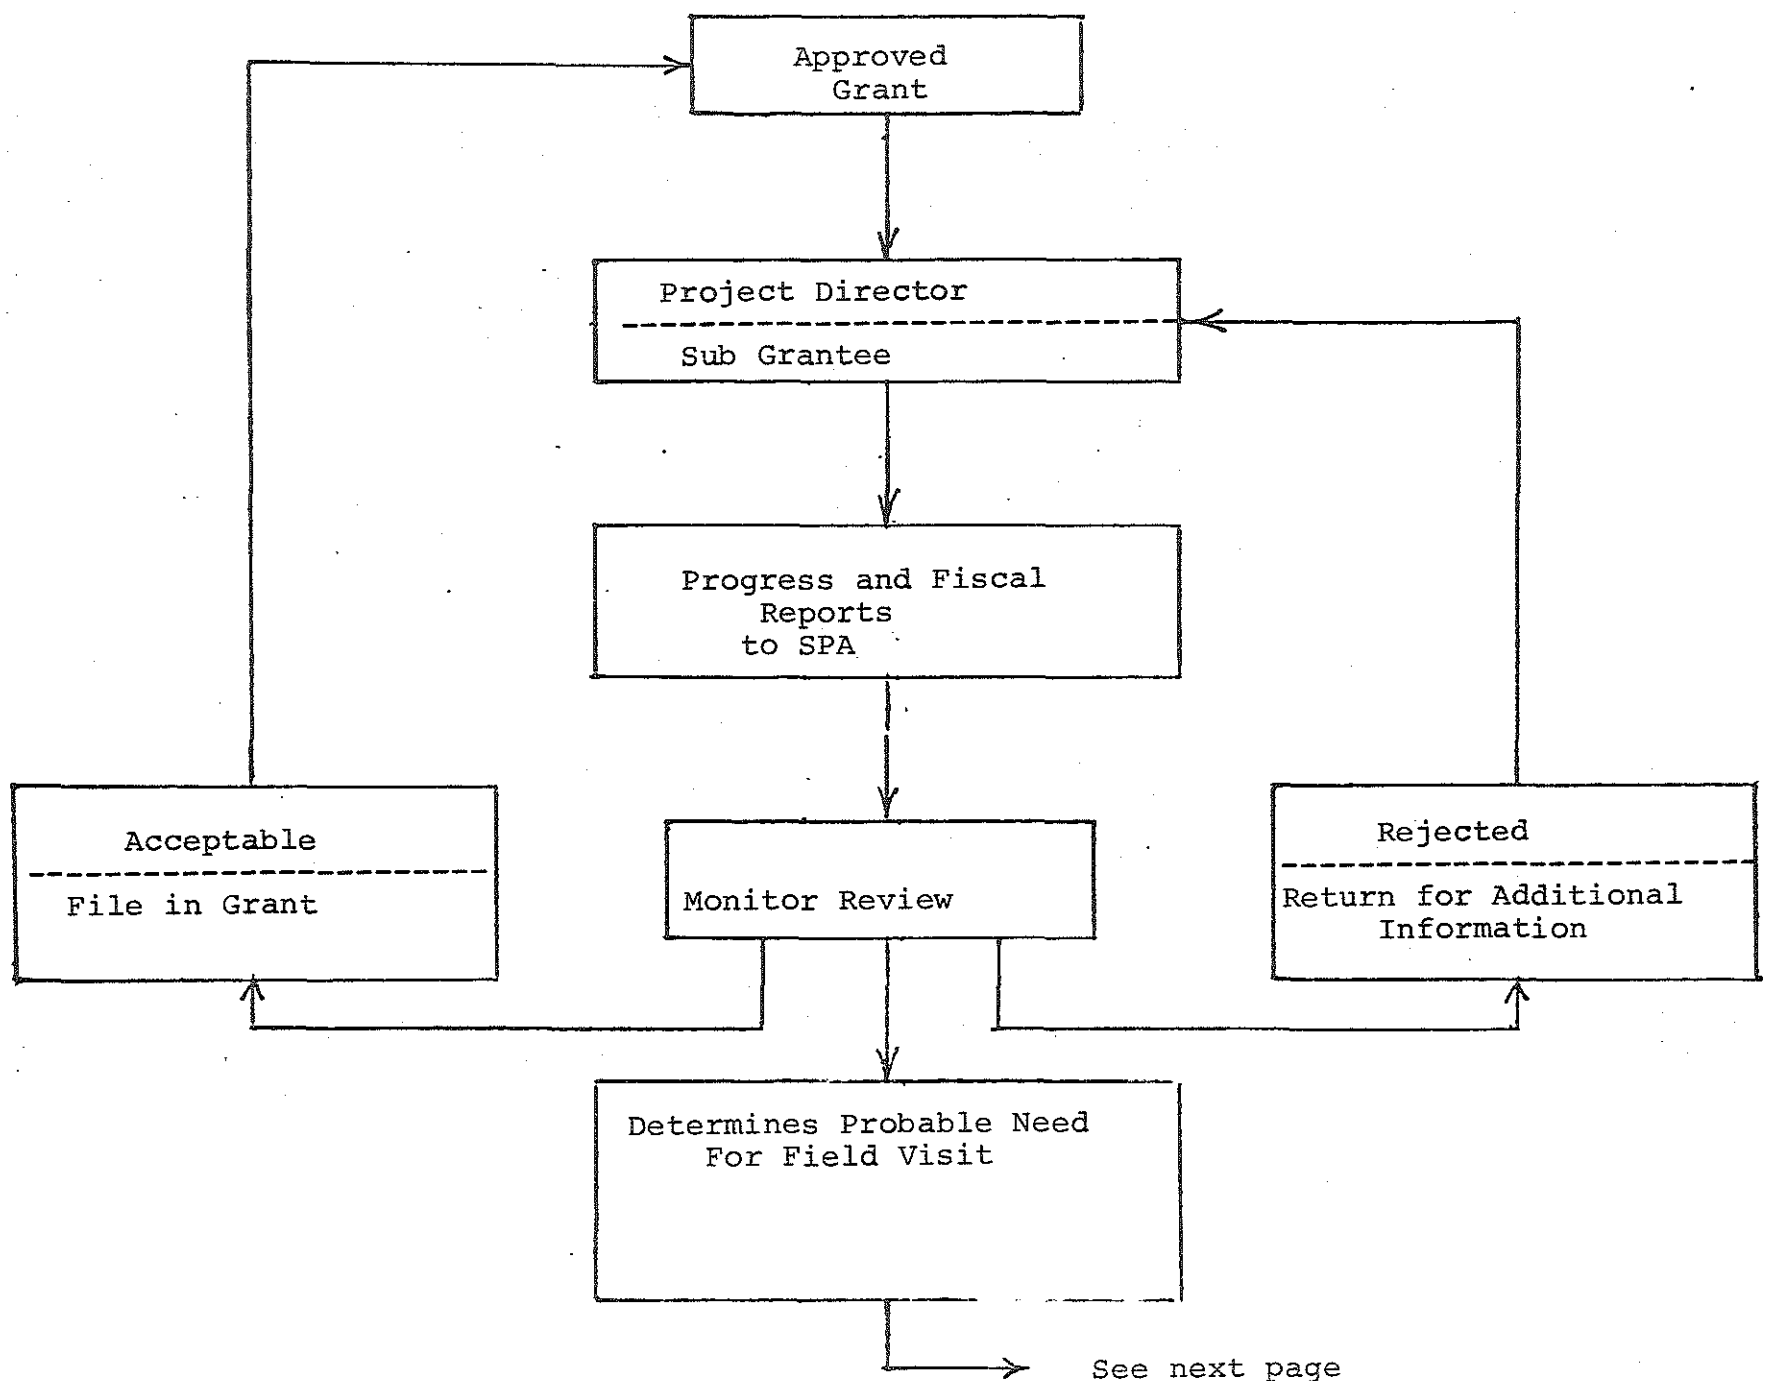 Approved
Grant
Project Director
Sub Grantee
Progress and Fiscal
Reports
to SPA
Acceptable
File in Grant
Monitor Review
Rejected
Return for Additional
Information
Determines Probable Need
For Field Visit
See next page